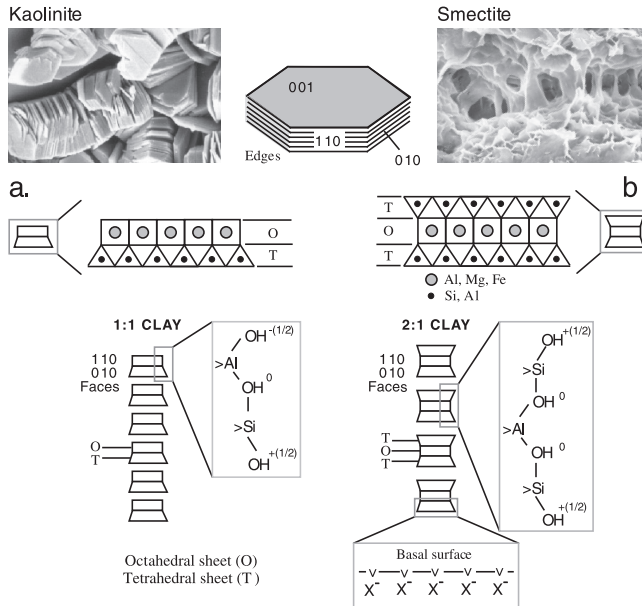 Kaolinite
Smectite
001
110
010
Edges
a.
b
O
T
T
O
T
Al, Mg, Fe
Si, Al
1:1 CLAY
110
010
Faces
O
T
OH-(1/2)
>Al
OH0
>Si
OH+(1/2)
2:1 CLAY
110
010
Faces
T
O
T
OH+(1/2)
>Si
OH0
>Al
OH0
>Si
OH+(1/2)
Octahedral sheet (O)
Tetrahedral sheet (T)
Basal surface
— v — v — v — v — v —
X- X- X- X- X-